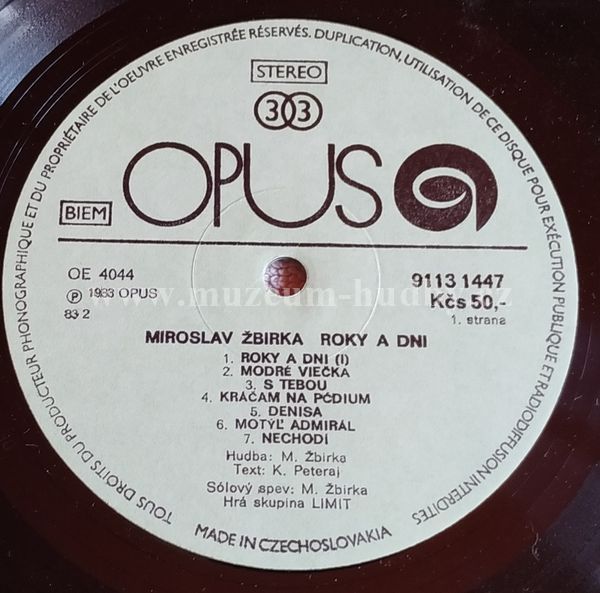 TOUS DROITS DU PRODUCTEUR PHONOGRAPHIQUE ET DU PROPRIÉTAIRE DE L'OEUVRE ENREGISTRÉE RÉSERVÉS. DUPLICATION, UTILISATION DE CE DISQUE POUR EXÉCUTION PUBLIQUE ET RADIODIFFUSION INTERDITES
STEREO
33
BIEM OPUS
OE 4044 9113 1447
℗ 1983 OPUS Kčs 50,-
83 2 1. strana
www.muzeum-hudby.cz
MIROSLAV ŽBIRKA ROKY A DNI
1. ROKY A DNI (I)
2. MODRÉ VIEČKA
3. S TEBOU
4. KRÁČAM NA PÓDIUM
5. DENISA
6. MOTÝĽ ADMIRÁL
7. NECHODÍ
Hudba: M. Žbirka
Text: K. Peteraj
Sólový spev: M. Žbirka
Hrá skupina LIMIT
MADE IN CZECHOSLOVAKIA